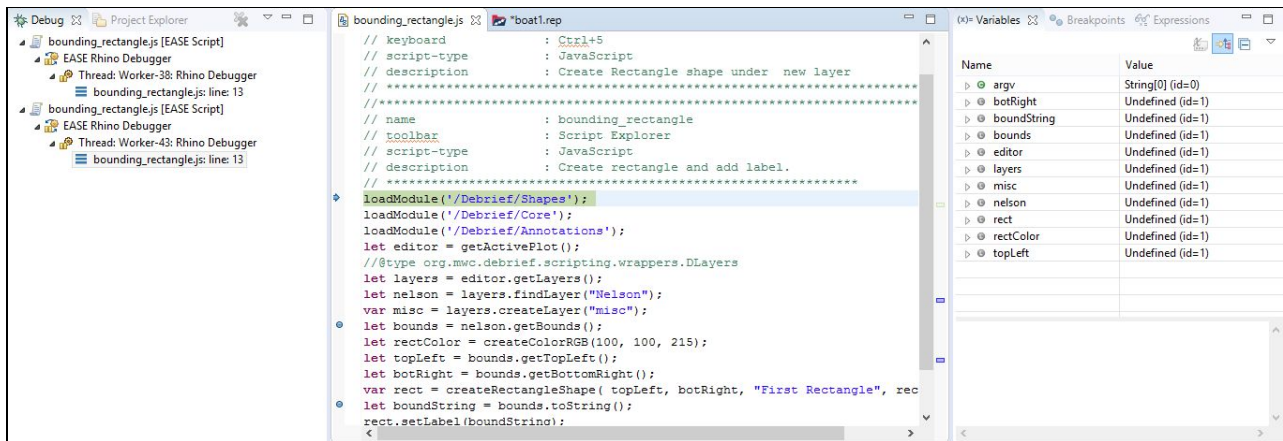 Debug
Project Explorer
bounding_rectangle.js [EASE Script]
EASE Rhino Debugger
Thread: Worker-38: Rhino Debugger
bounding_rectangle.js: line: 13
bounding_rectangle.js [EASE Script]
EASE Rhino Debugger
Thread: Worker-43: Rhino Debugger
bounding_rectangle.js: line: 13
bounding_rectangle.js
*boat1.rep
// keyboard : Ctrl+5
// script-type : JavaScript
// description : Create Rectangle shape under new layer
// **********************************************************************
//***********************************************************************
// name : bounding_rectangle
// toolbar : Script Explorer
// script-type : JavaScript
// description : Create rectangle and add label.
// **************************************************************
loadModule('/Debrief/Shapes');
loadModule('/Debrief/Core');
loadModule('/Debrief/Annotations');
let editor = getActivePlot();
//@type org.mwc.debrief.scripting.wrappers.DLayers
let layers = editor.getLayers();
let nelson = layers.findLayer("Nelson");
var misc = layers.createLayer("misc");
let bounds = nelson.getBounds();
let rectColor = createColorRGB(100, 100, 215);
let topLeft = bounds.getTopLeft();
let botRight = bounds.getBottomRight();
var rect = createRectangleShape( topLeft, botRight, "First Rectangle", rec
let boundString = bounds.toString();
rect.setLabel(boundString);
(x)= Variables
Breakpoints
Expressions
Name Value
argv String[0] (id=0)
botRight Undefined (id=1)
boundString Undefined (id=1)
bounds Undefined (id=1)
editor Undefined (id=1)
layers Undefined (id=1)
misc Undefined (id=1)
nelson Undefined (id=1)
rect Undefined (id=1)
rectColor Undefined (id=1)
topLeft Undefined (id=1)